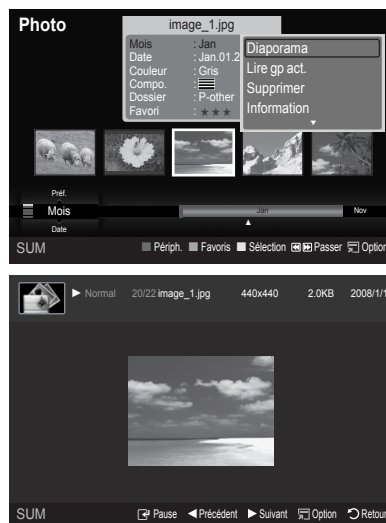 Photo
image_1.jpg
Mois : Jan
Date : Jan.01.2
Couleur : Gris
Compo. :
Dossier : P-other
Favori : ★ ★ ★
Diaporama
Lire gp act.
Supprimer
Information
Préf.
Mois
Date
Jan
Nov
SUM
Périph. Favoris Sélection Passer Option
Normal 20/22 image_1.jpg 440x440 2.0KB 2008/1/1
SUM
Pause Précédent Suivant Option Retour